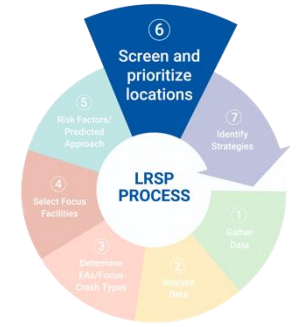 6
Screen and
prioritize
locations
7
Identify
Strategies
LRSP
PROCESS
1
Gather
Data
2
Analyze
Data
3
Determine
EAs/Focus
Crash Types
4
Select Focus
Facilities
5
Risk Factors/
Predicted
Approach